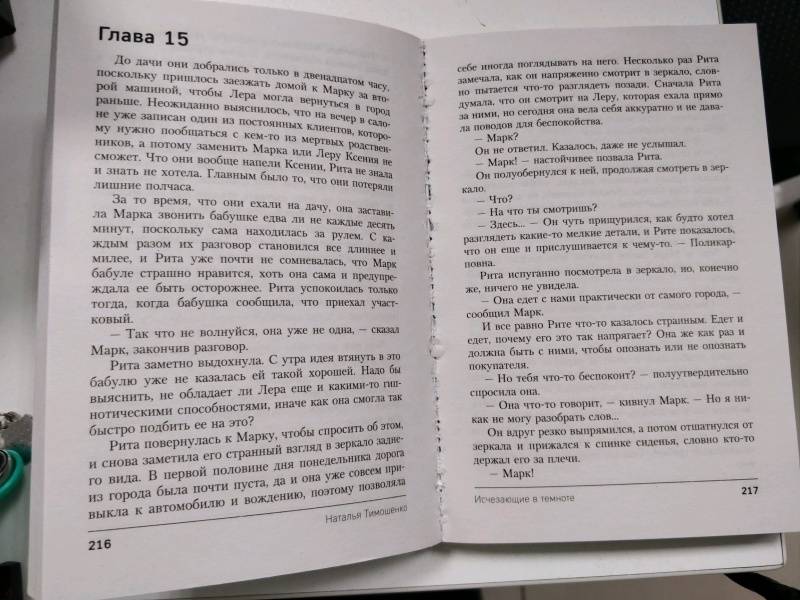 Глава 15
До дачи они добрались только в двенадцатом часу,
поскольку пришлось заезжать домой к Марку за вто-
рой машиной, чтобы Лера могла вернуться в город
раньше. Неожиданно выяснилось, что на вечер в сало-
не уже записан один из постоянных клиентов, которо-
му нужно пообщаться с кем-то из мертвых родствен-
ников, а потому заменить Марка или Леру Ксения не
сможет. Что они вообще напели Ксении, Рита не знала
и знать не хотела. Главным было то, что они потеряли
лишние полчаса.
За то время, что они ехали на дачу, она застави-
ла Марка звонить бабушке едва ли не каждые десять
минут, поскольку сама находилась за рулем. С ка-
ждым разом их разговор становился все длиннее и
милее, и Рита уже почти не сомневалась, что Марк
бабуле страшно нравится, хоть она сама и предупре-
ждала ее быть осторожнее. Рита успокоилась только
тогда, когда бабушка сообщила, что приехал участ-
ковый.
— Так что не волнуйся, она уже не одна, — сказал
Марк, закончив разговор.
Рита заметно выдохнула. С утра идея втянуть в это
бабулю уже не казалась ей такой хорошей. Надо бы
выяснить, не обладает ли Лера еще и какими-то гип-
нотическими способностями, иначе как она смогла так
быстро подбить ее на это?
Рита повернулась к Марку, чтобы спросить об этом,
и снова заметила его странный взгляд в зеркало задне-
го вида. В первой половине дня понедельника дорога
из города была почти пуста, да и она уже совсем при-
выкла к автомобилю и вождению, поэтому позволяла
Наталья Тимошенко
216
себе иногда поглядывать на него. Несколько раз Рита
замечала, как он напряженно смотрит в зеркало, слов-
но пытается что-то разглядеть позади. Сначала Рита
думала, что он смотрит на Леру, которая ехала прямо
за ними, но сегодня она вела себя аккуратно и не дава-
ла поводов для беспокойства.
— Марк?
Он не ответил. Казалось, даже не услышал.
— Марк! — настойчивее позвала Рита.
Он полуобернулся к ней, продолжая смотреть в зер-
кало.
— Что?
— На что ты смотришь?
— Здесь... — Он чуть прищурился, как будто хотел
разглядеть какие-то мелкие детали, и Рите показалось,
что он еще и прислушивается к чему-то. — Поликар-
повна.
Рита испуганно посмотрела в зеркало, но, конечно
же, ничего не увидела.
— Она едет с нами практически от самого города, —
сообщил Марк.
И все равно Рите что-то казалось странным. Едет и
едет, почему его это так напрягает? Она же как раз и
должна быть с ними, чтобы опознать или не опознать
покупателя.
— Но тебя что-то беспокоит? — полуутвердительно
спросила она.
— Она что-то говорит, — кивнул Марк. — Но я ни-
как не могу разобрать слов...
Он вдруг резко выпрямился, а потом отшатнулся от
зеркала и прижался к спинке сиденья, словно кто-то
держал его за плечи.
— Марк!
Исчезающие в темноте
217